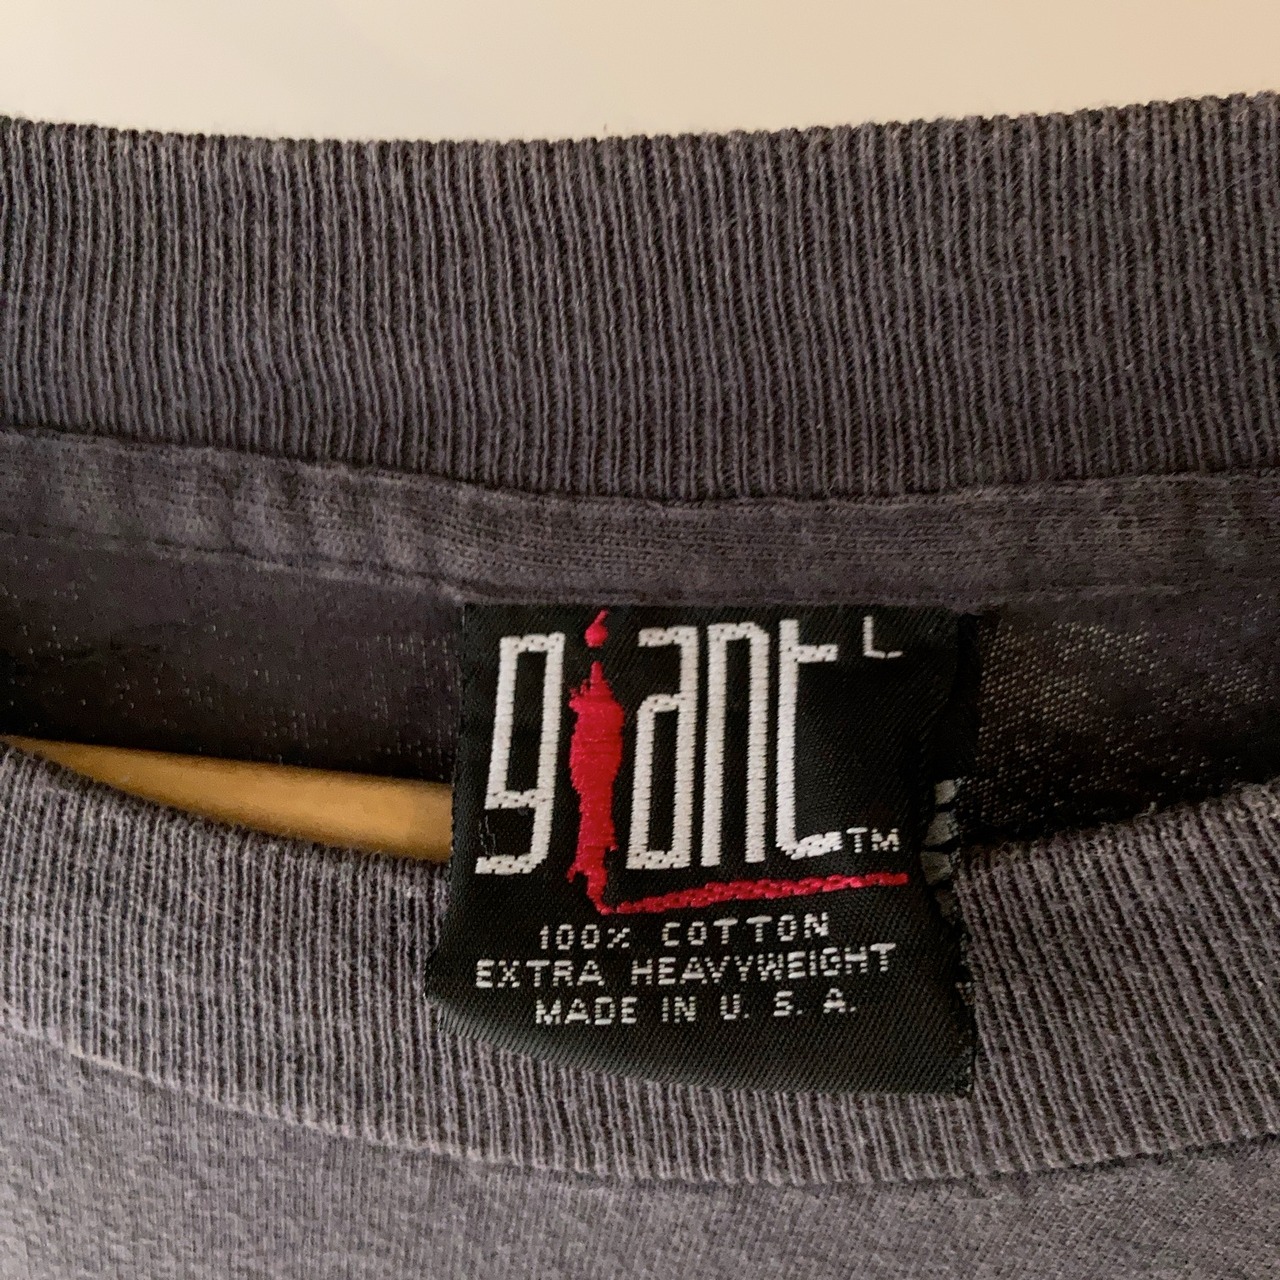 giant L
TM
100% COTTON
EXTRA HEAVYWEIGHT
MADE IN U. S. A.